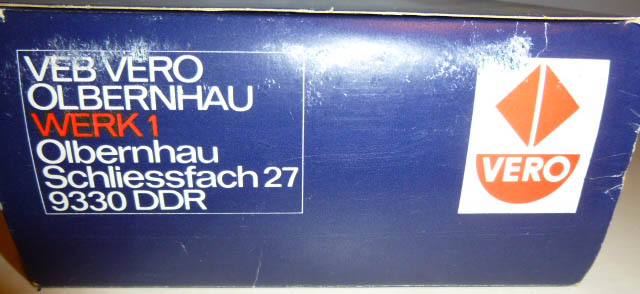 VEB VERO
OLBERNHAU
WERK 1
Olbernhau
Schliessfach 27
9330 DDR
VERO